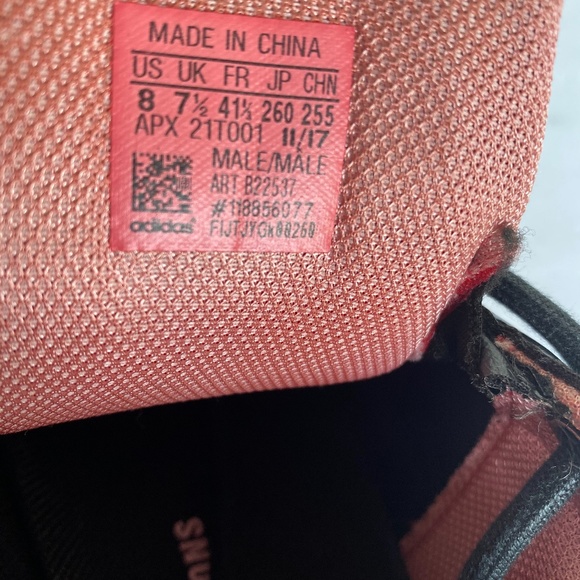 MADE IN CHINA
US UK FR JP CHN
8 7½ 41⅓ 260 255
APX 21T001 11/17
MALE/MÂLE
ART B22537
#118856077
adidas